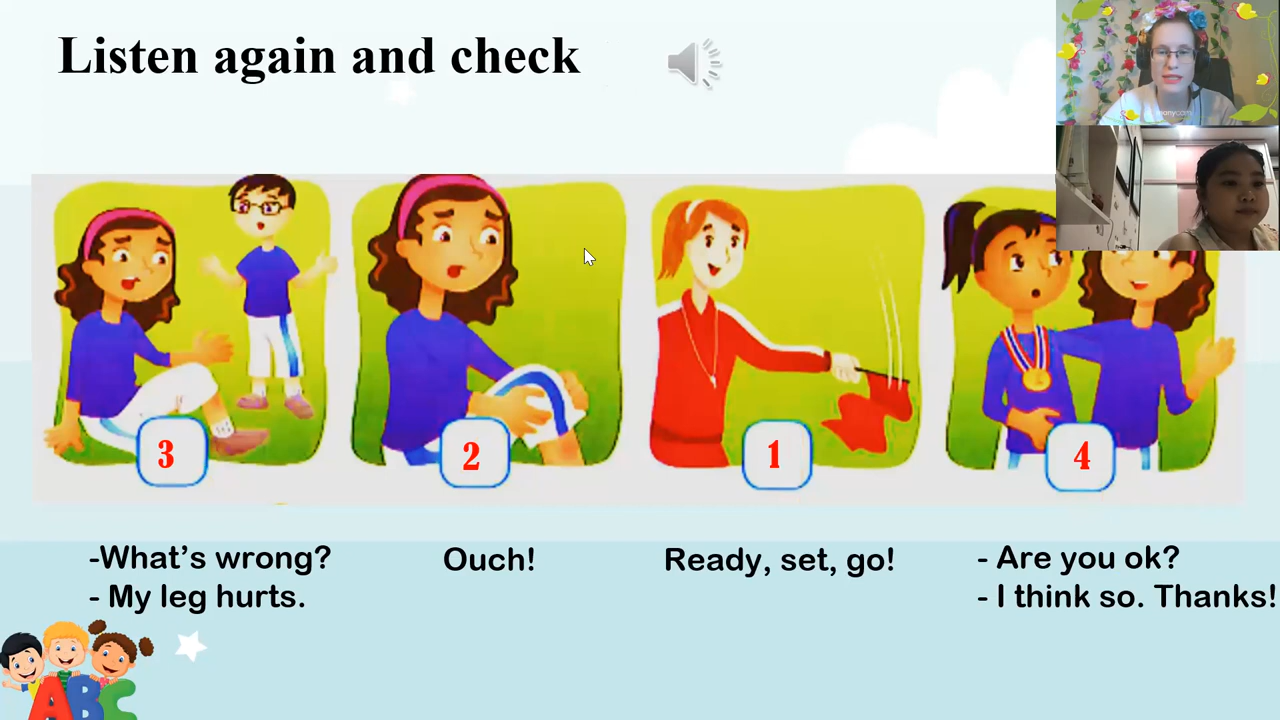 Listen again and check
3
2
1
4
-What's wrong?
- My leg hurts.
Ouch!
Ready, set, go!
- Are you ok?
- I think so. Thanks!
ABC